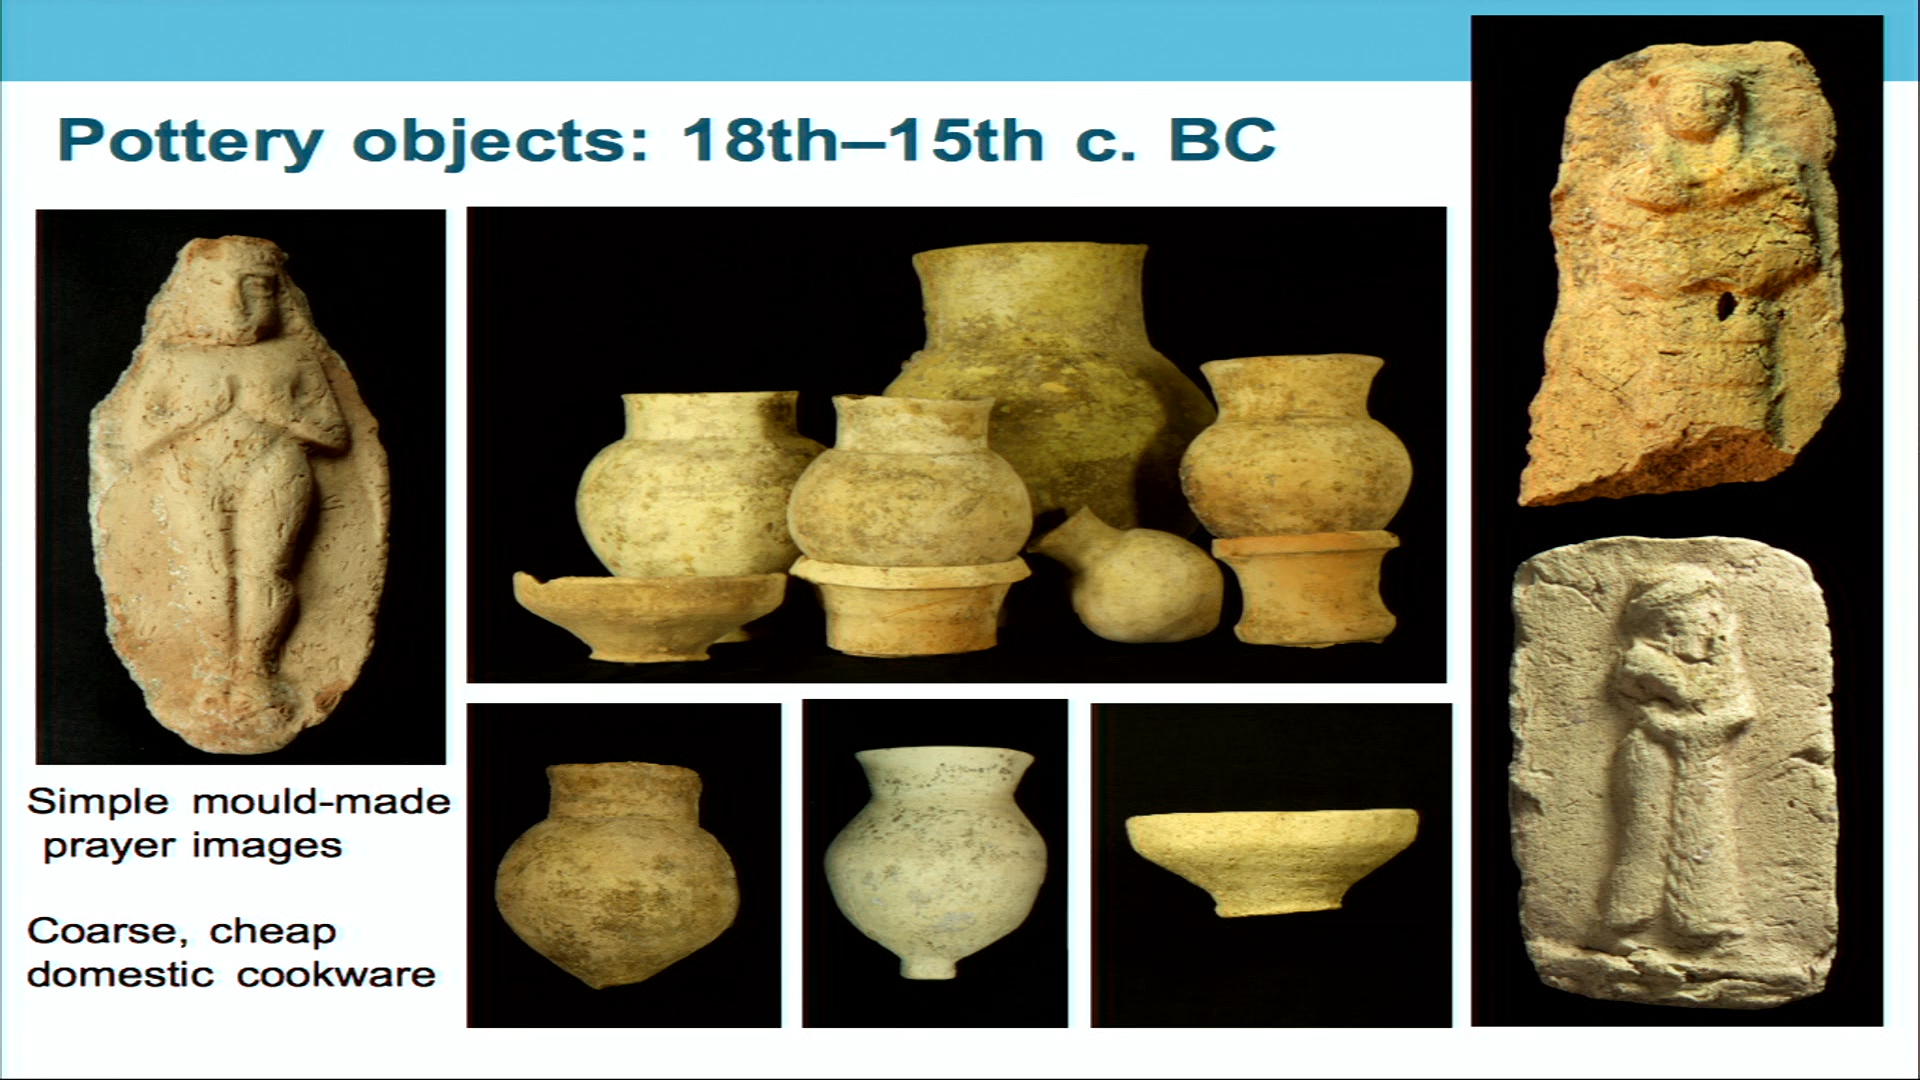 Pottery objects: 18th–15th c. BC
Simple mould-made
prayer images
Coarse, cheap
domestic cookware